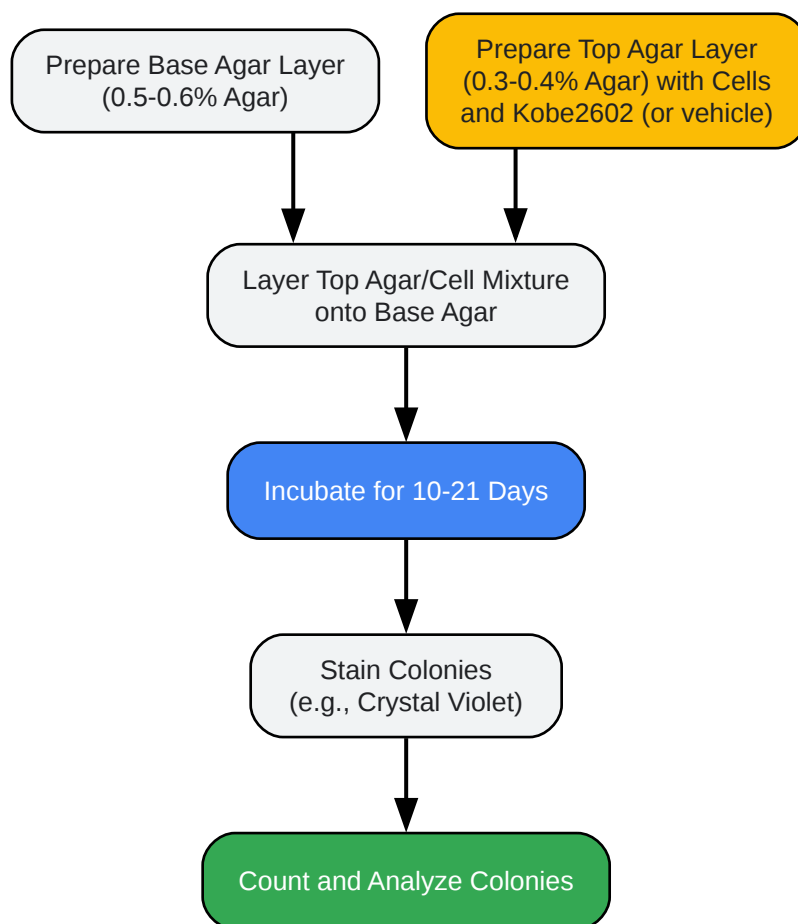 Prepare Base Agar Layer
(0.5-0.6% Agar)
Prepare Top Agar Layer
(0.3-0.4% Agar) with Cells
and Kobe2602 (or vehicle)
Layer Top Agar/Cell Mixture
onto Base Agar
Incubate for 10-21 Days
Stain Colonies
(e.g., Crystal Violet)
Count and Analyze Colonies